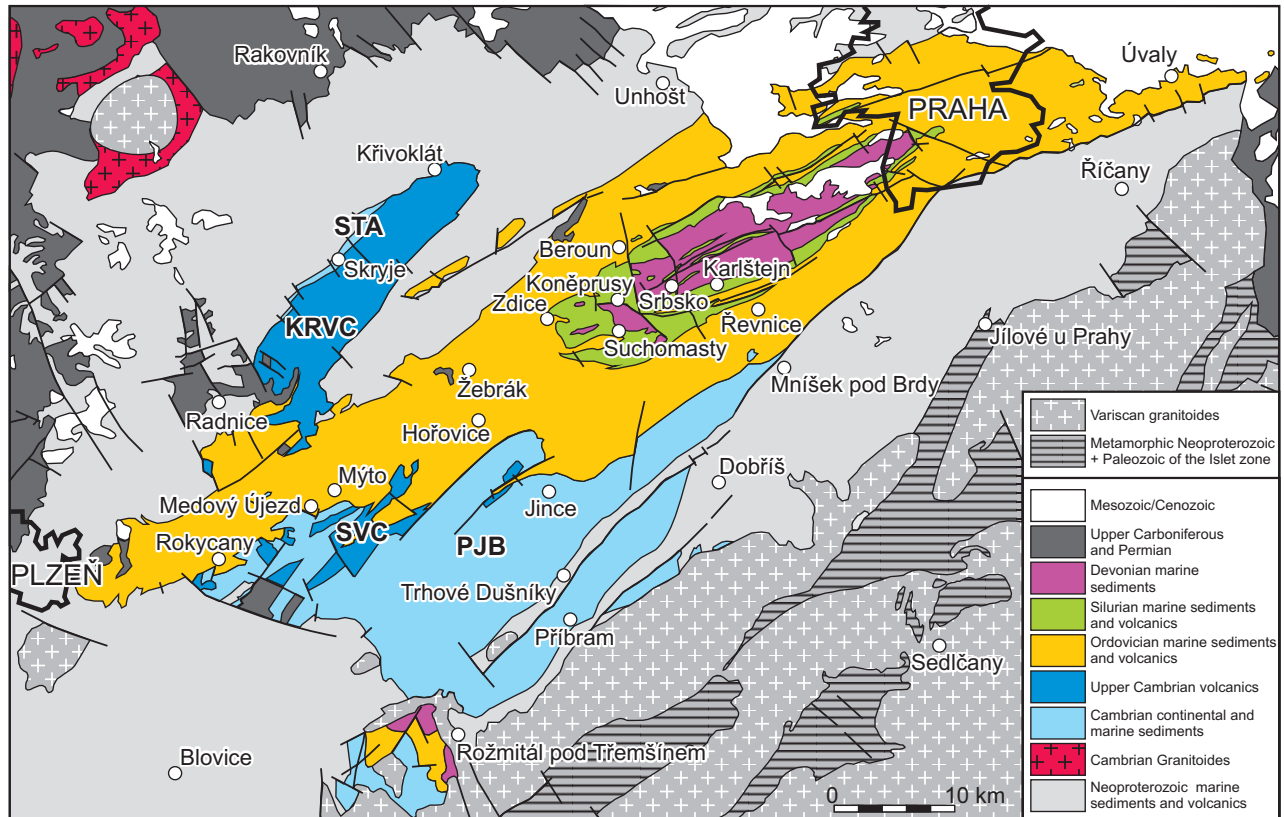 Rakovník
Unhošt
Úvaly
PRAHA
Křivoklát
Říčany
STA
Skryje
Beroun
Karlštejn
Koněprusy
Srbsko
Zdice
KRVC
Řevnice
Suchomasty
Jílové u Prahy
Mníšek pod Brdy
Žebrák
Radnice
Hořovice
Dobříš
Mýto
Medový Újezd
Jince
SVC
PJB
Rokycany
PLZEŇ
Trhové Dušníky
Příbram
Sedlčany
Rožmitál pod Třemšínem
Blovice
0 10 km
Variscan granitoides
Metamorphic Neoproterozoic
+ Paleozoic of the Islet zone
Mesozoic/Cenozoic
Upper Carboniferous
and Permian
Devonian marine
sediments
Silurian marine sediments
and volcanics
Ordovician marine sediments
and volcanics
Upper Cambrian volcanics
Cambrian continental and
marine sediments
Cambrian Granitoides
Neoproterozoic marine
sediments and volcanics